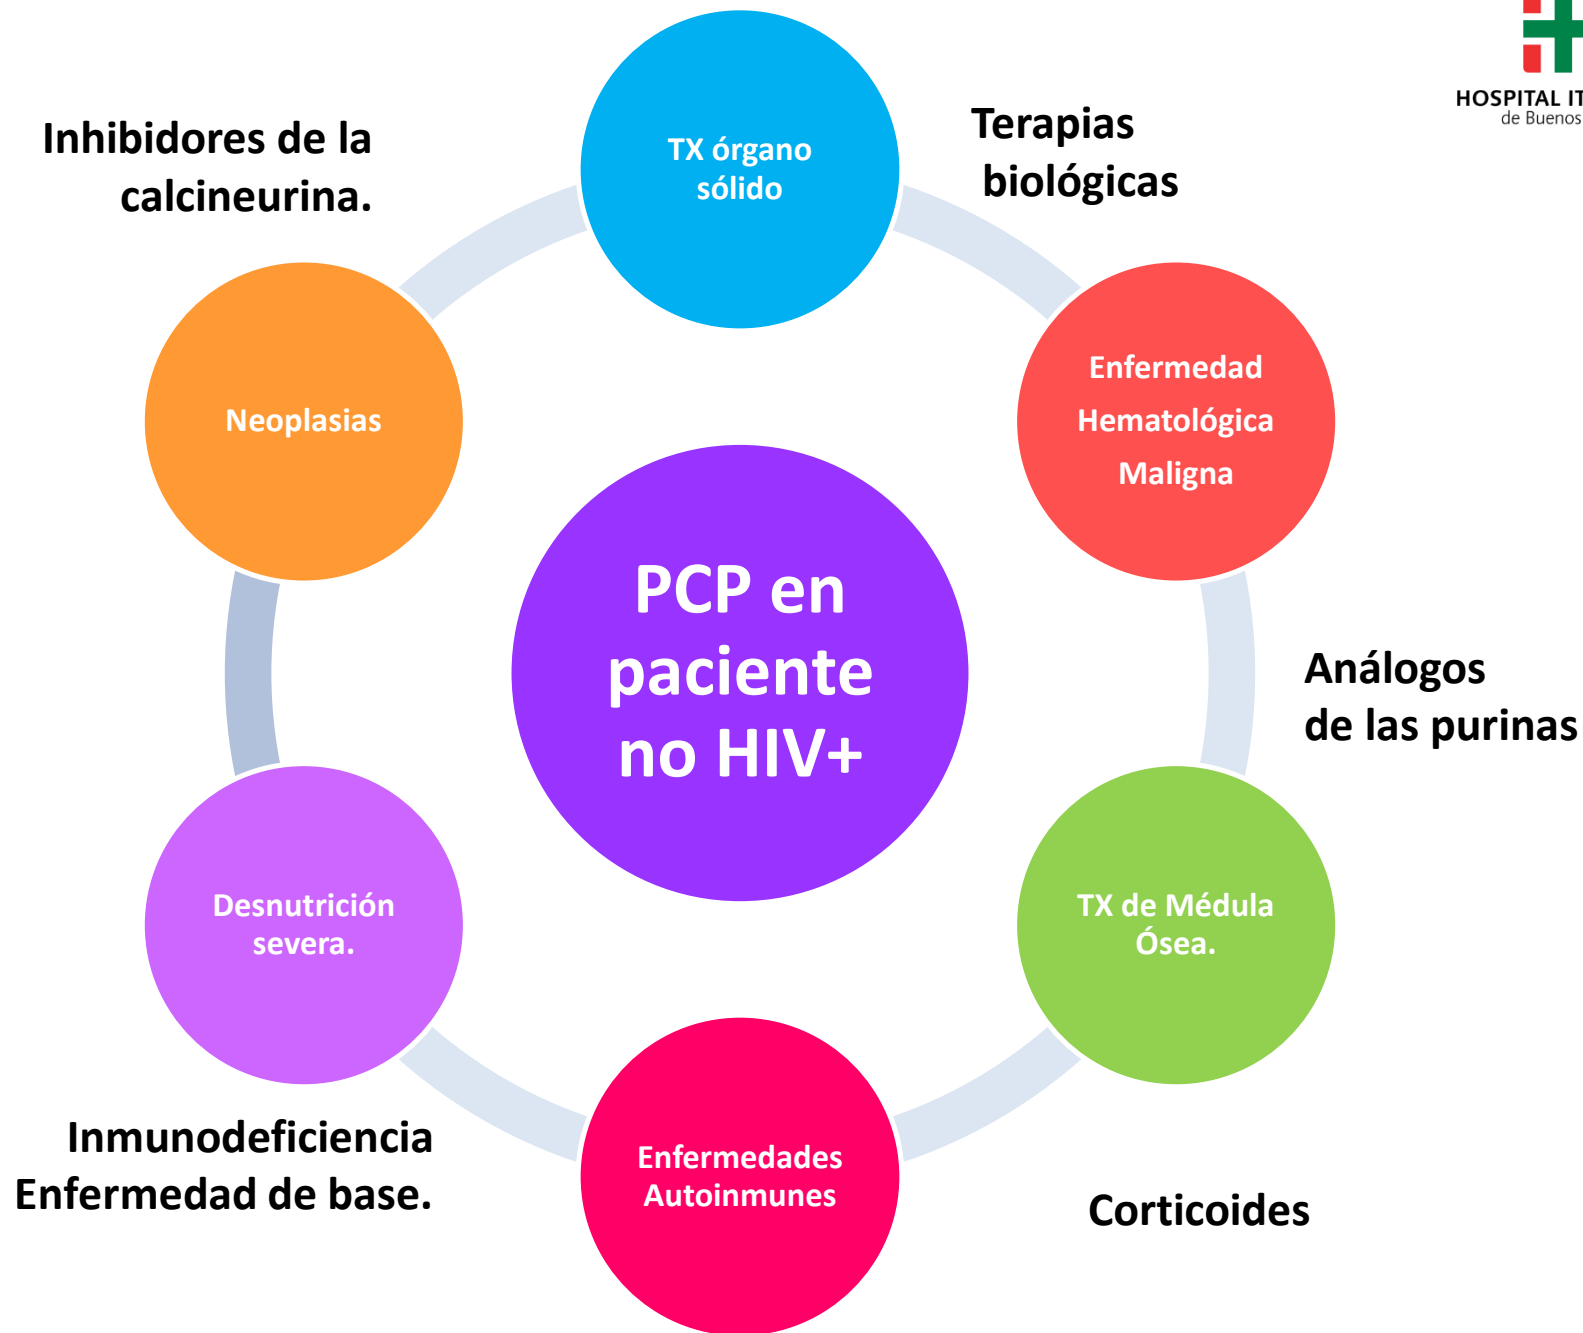 HOSPITAL IT
de Buenos
Inhibidores de la
calcineurina.
TX órgano
sólido
Terapias
biológicas
Neoplasias
Enfermedad
Hematológica
Maligna
PCP en
paciente
no HIV+
Análogos
de las purinas
Desnutrición
severa.
TX de Médula
Ósea.
Inmunodeficiencia
Enfermedad de base.
Enfermedades
Autoinmunes
Corticoides